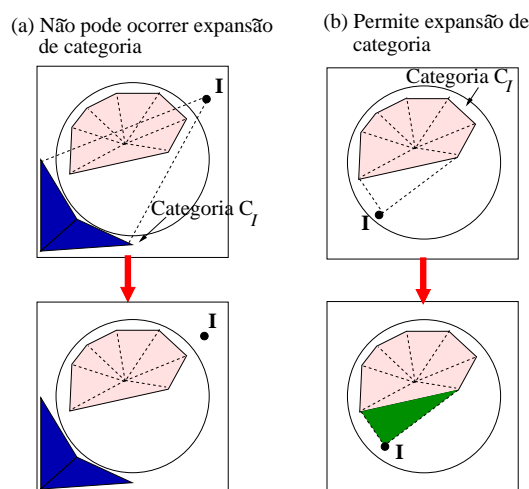 (a) Não pode ocorrer expansão
de categoria
I
Categoria C_I
I
(b) Permite expansão de
categoria
Categoria C_I
I
I